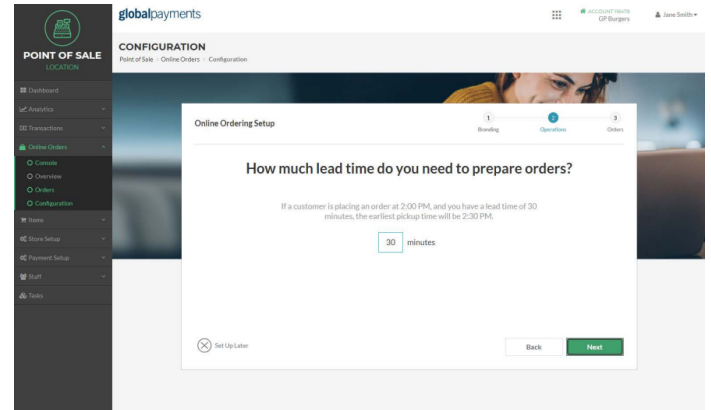 globalpayments
ACCOUNT 78698
GP Burgers
Jane Smith
POINT OF SALE
LOCATION
CONFIGURATION
Point of Sale
Online Orders
Configuration
Dashboard
Analytics
Transactions
Online Orders
Console
Overview
Orders
Configuration
Items
Store Setup
Payment Setup
Staff
Tasks
Online Ordering Setup
1
Branding
2
Operations
3
Orders
How much lead time do you need to prepare orders?
If a customer is placing an order at 2:00 PM, and you have a lead time of 30
minutes, the earliest pickup time will be 2:30 PM.
30 minutes
Set Up Later
Back
Next